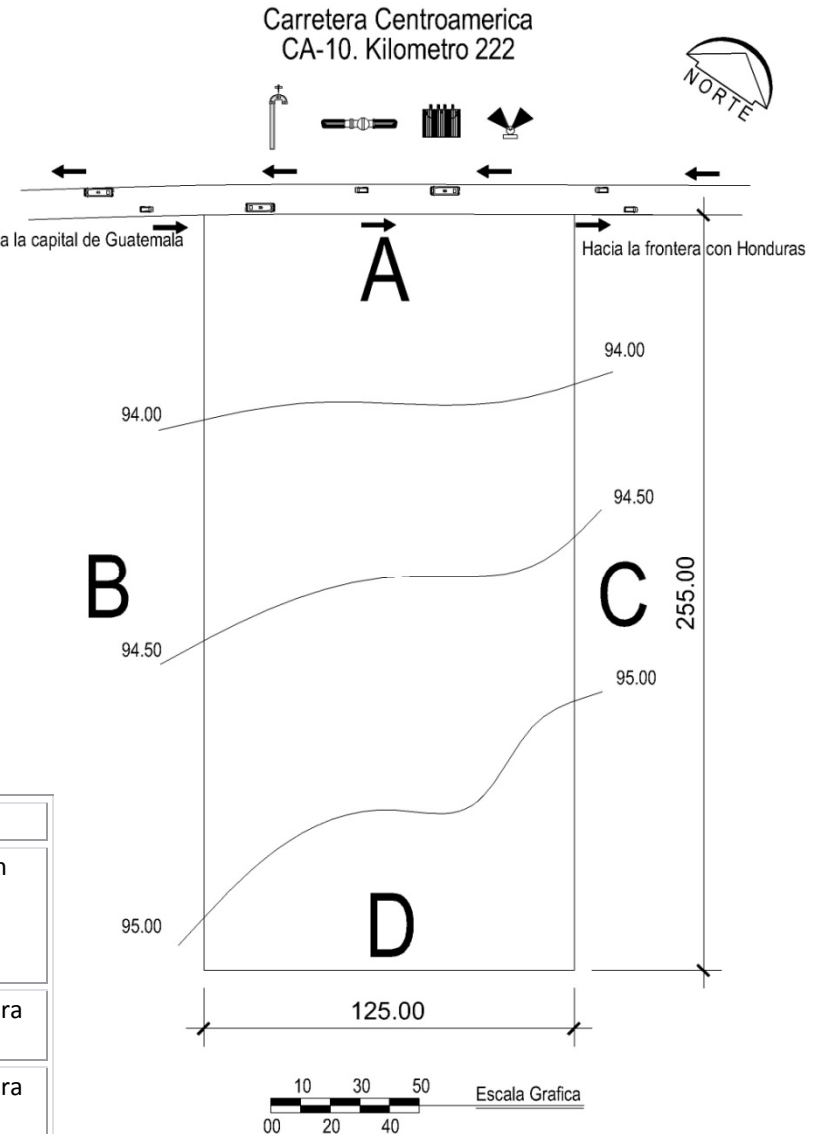 Carretera Centroamerica
CA-10. Kilometro 222
NORTE
a la capital de Guatemala
Hacia la frontera con Honduras
A
94.00
94.00
94.50
B
C
255.00
94.50
95.00
95.00
D
125.00
10 30 50
Escala Grafica
00 20 40